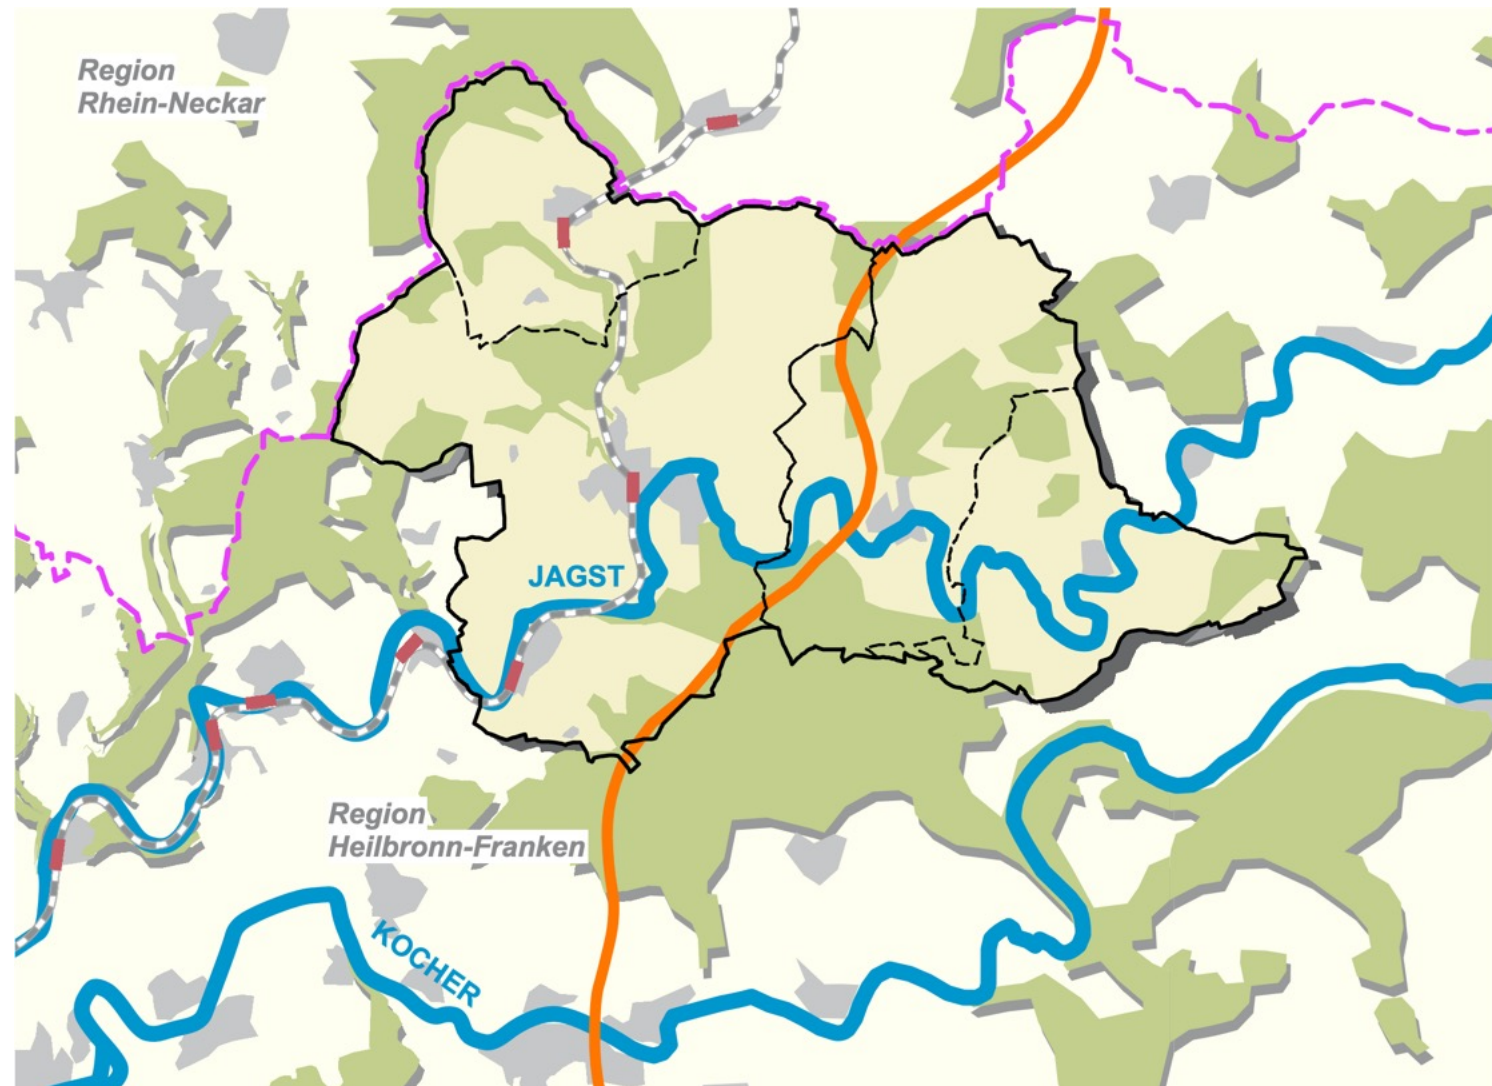 Region
Rhein-Neckar
JAGST
Region
Heilbronn-Franken
KOCHER